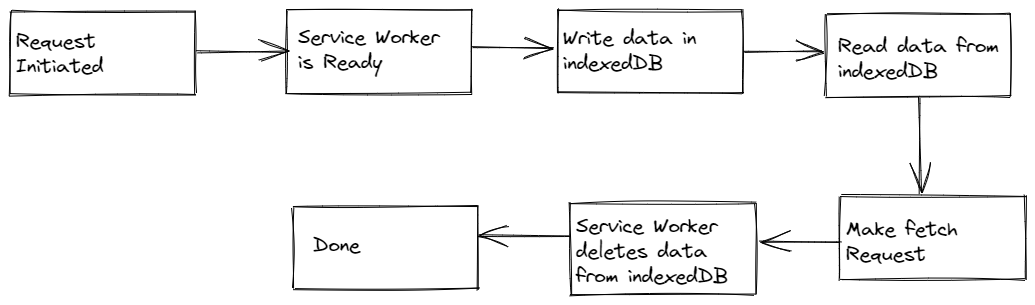 Request
Initiated
Service Worker
is Ready
Write data in
indexedDB
Read data from
indexedDB
Make fetch
Request
Service Worker
deletes data
from indexedDB
Done